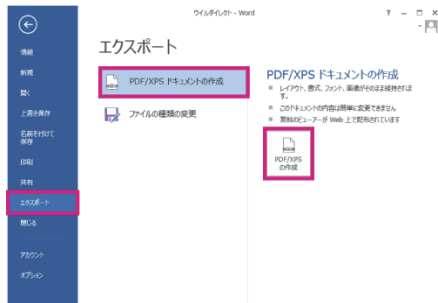 ウイルダイレクト - Word
?
情報
新規
開く
上書き保存
名前を付けて
保存
印刷
共有
エクスポート
閉じる
アカウント
オプション
エクスポート
PDF/XPS ドキュメントの作成
ファイルの種類の変更
PDF/XPS ドキュメントの作成
レイアウト、書式、フォント、画像がそのまま維持されま
す。
このドキュメントの内容は簡単に変更できません
無料のビューアーが Web 上で配布されています
PDF/XPS
の作成